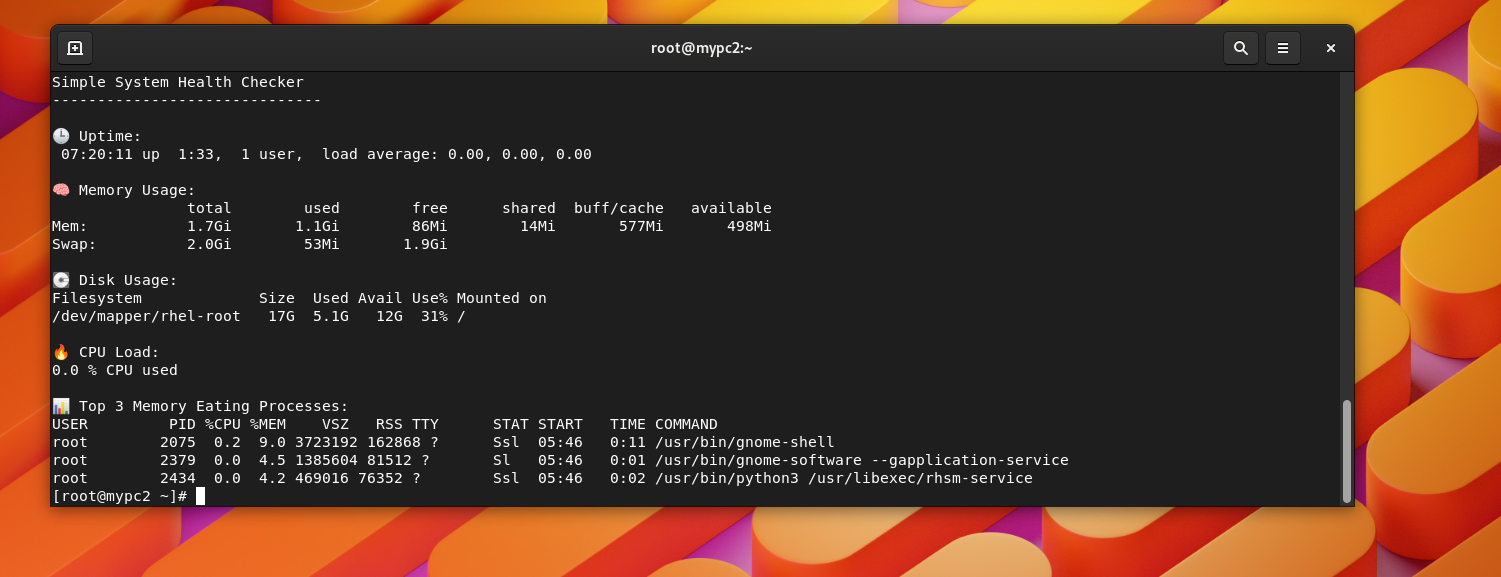 root@mypc2:~
Simple System Health Checker
------------------------------
🕒 Uptime:
 07:20:11 up  1:33,  1 user,  load average: 0.00, 0.00, 0.00
🧠 Memory Usage:
               total        used        free      shared  buff/cache   available
Mem:           1.7Gi       1.1Gi        86Mi        14Mi       577Mi       498Mi
Swap:          2.0Gi        53Mi       1.9Gi
💽 Disk Usage:
Filesystem             Size  Used Avail Use% Mounted on
/dev/mapper/rhel-root   17G  5.1G   12G  31% /
🔥 CPU Load:
0.0 % CPU used
📊 Top 3 Memory Eating Processes:
USER         PID %CPU %MEM    VSZ   RSS TTY      STAT START   TIME COMMAND
root        2075  0.2  9.0 3723192 162868 ?      Ssl  05:46   0:11 /usr/bin/gnome-shell
root        2379  0.0  4.5 1385604 81512 ?       Sl   05:46   0:01 /usr/bin/gnome-software --gapplication-service
root        2434  0.0  4.2 469016 76352 ?        Ssl  05:46   0:02 /usr/bin/python3 /usr/libexec/rhsm-service
[root@mypc2 ~]#